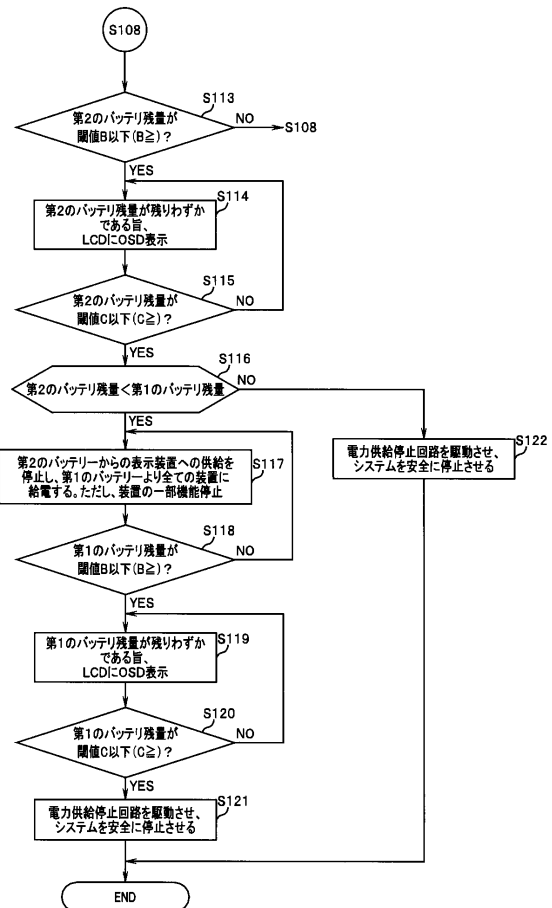 S108
S113
第2のバッテリ残量が
閾値B以下(B≧)?
NO
S108
YES
S114
第2のバッテリ残量が残りわずか
である旨、
LCDにOSD表示
S115
第2のバッテリ残量が
閾値C以下(C≧)?
NO
YES
S116
第2のバッテリ残量<第1のバッテリ残量
NO
YES
S117
第2のバッテリーからの表示装置への供給を
停止し、第1のバッテリーより全ての装置に
給電する。ただし、装置の一部機能停止
S122
電力供給停止回路を駆動させ、
システムを安全に停止させる
S118
第1のバッテリ残量が
閾値B以下(B≧)?
NO
YES
S119
第1のバッテリ残量が残りわずか
である旨、
LCDにOSD表示
S120
第1のバッテリ残量が
閾値C以下(C≧)?
NO
YES
S121
電力供給停止回路を駆動させ、
システムを安全に停止させる
END